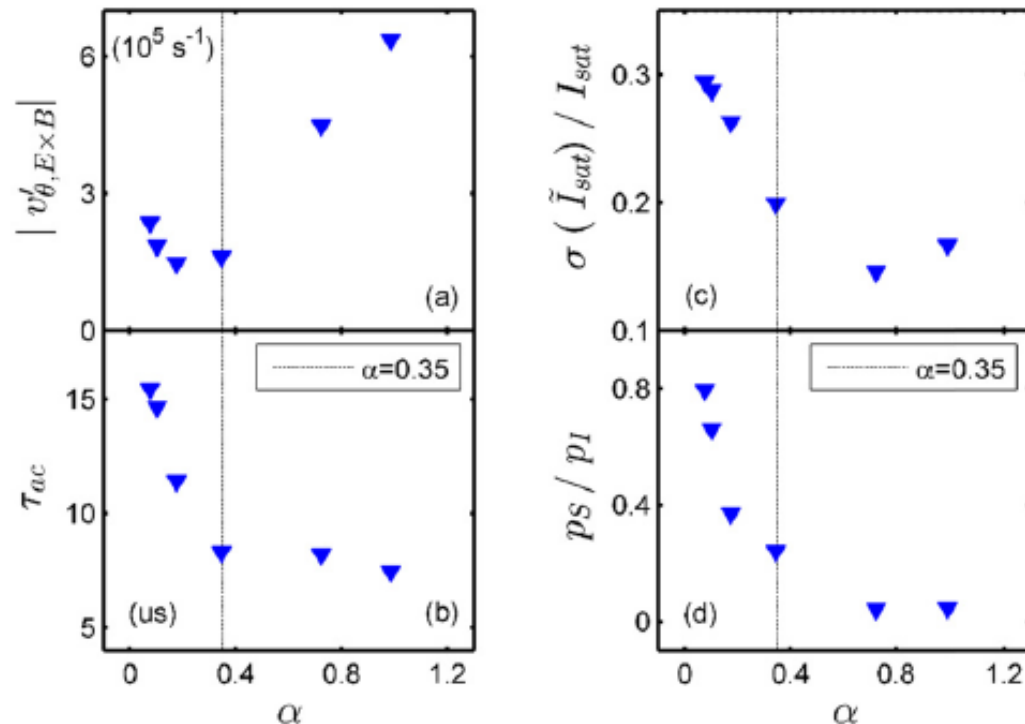 (10⁵ s⁻¹)
| v′θ,E×B|
6
3
0
(a)
α=0.35
τac
15
10
5
(us)
(b)
0 0.4 0.8 1.2
α
σ ( Ĩsat) / Isat
0.3
0.2
0.1
(c)
α=0.35
pS / pI
0.8
0.4
0
(d)
0 0.4 0.8 1.2
α